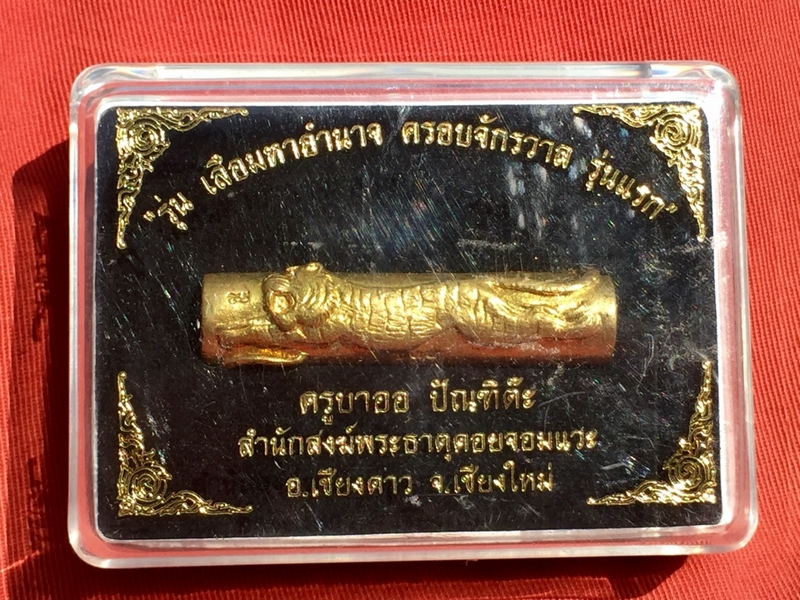 "รุ่น เสือมหาอำนาจ ครอบจักรวาล รุ่นแรก"
ครูบาออ ปัณฑิต๊ะ
สำนักสงฆ์พระธาตุดอยจอมแวะ
อ.เชียงดาว จ.เชียงใหม่